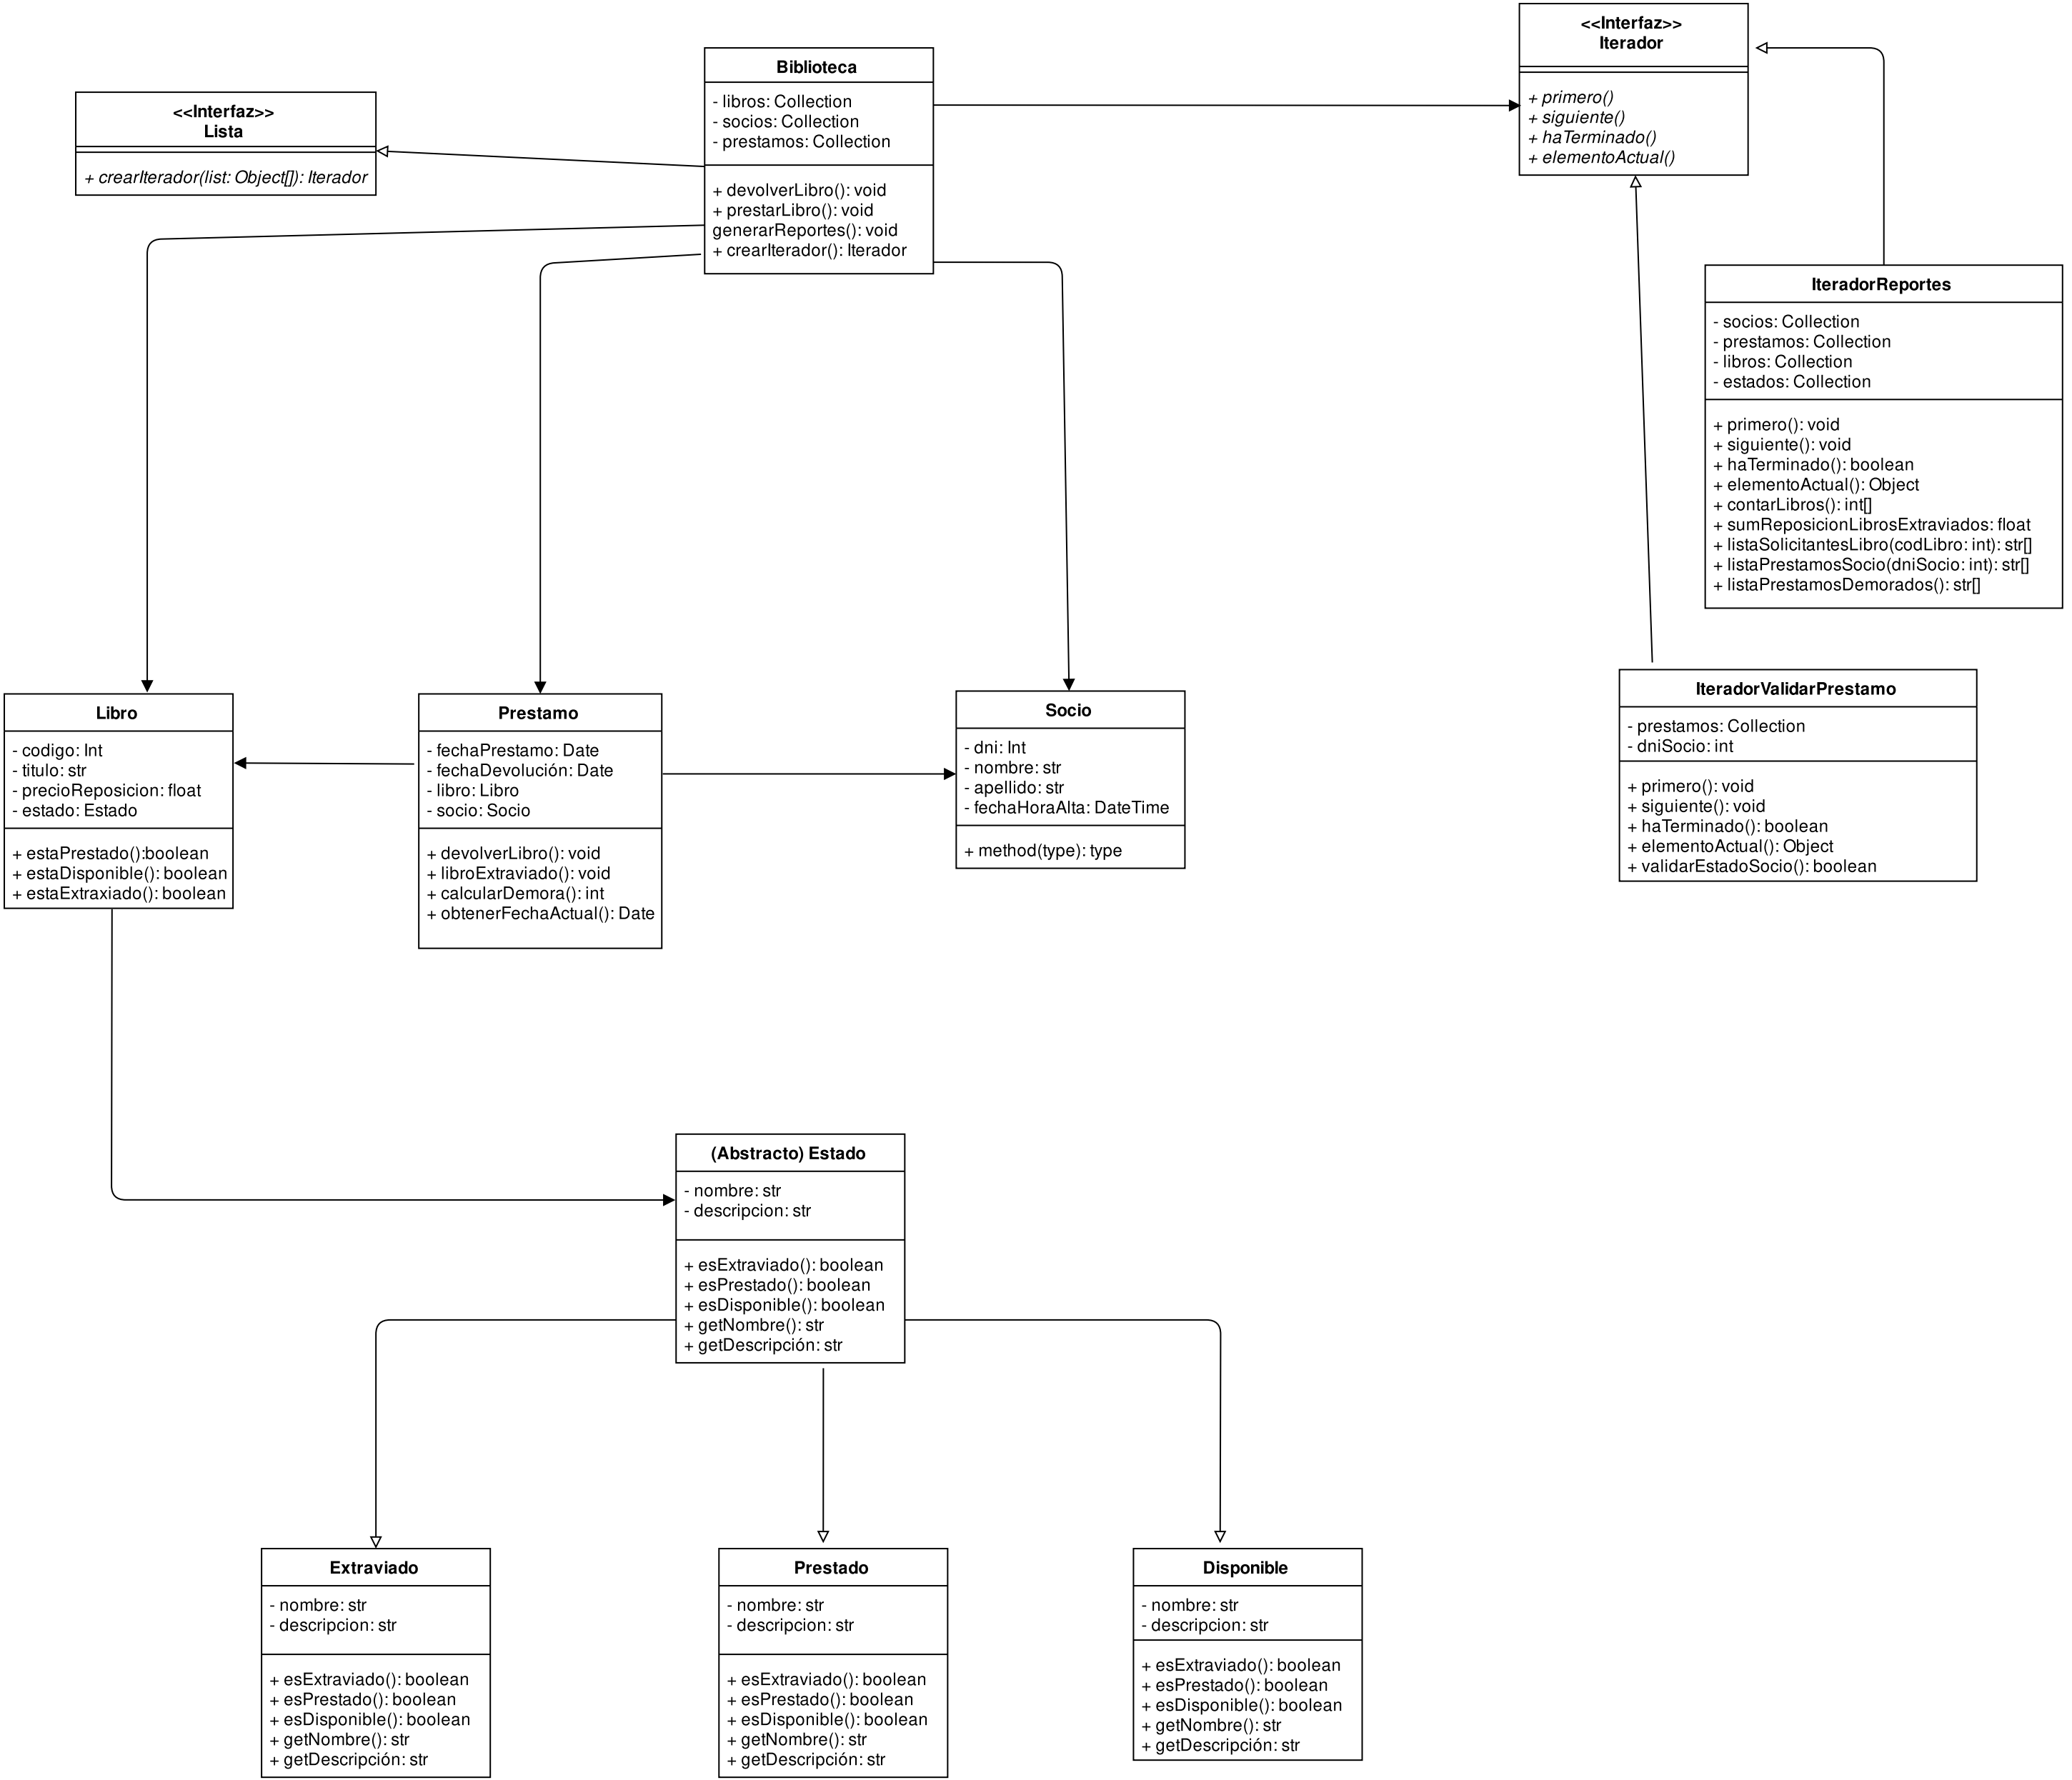 <<Interfaz>>
Lista
+ crearIterador(list: Object[]): Iterador
Biblioteca
- libros: Collection
- socios: Collection
- prestamos: Collection
+ devolverLibro(): void
+ prestarLibro(): void
generarReportes(): void
+ crearIterador(): Iterador
<<Interfaz>>
Iterador
+ primero()
+ siguiente()
+ haTerminado()
+ elementoActual()
IteradorReportes
- socios: Collection
- prestamos: Collection
- libros: Collection
- estados: Collection
+ primero(): void
+ siguiente(): void
+ haTerminado(): boolean
+ elementoActual(): Object
+ contarLibros(): int[]
+ sumReposicionLibrosExtraviados: float
+ listaSolicitantesLibro(codLibro: int): str[]
+ listaPrestamosSocio(dniSocio: int): str[]
+ listaPrestamosDemorados(): str[]
Libro
- codigo: Int
- titulo: str
- precioReposicion: float
- estado: Estado
+ estaPrestado():boolean
+ estaDisponible(): boolean
+ estaExtraxiado(): boolean
Prestamo
- fechaPrestamo: Date
- fechaDevolución: Date
- libro: Libro
- socio: Socio
+ devolverLibro(): void
+ libroExtraviado(): void
+ calcularDemora(): int
+ obtenerFechaActual(): Date
Socio
- dni: Int
- nombre: str
- apellido: str
- fechaHoraAlta: DateTime
+ method(type): type
IteradorValidarPrestamo
- prestamos: Collection
- dniSocio: int
+ primero(): void
+ siguiente(): void
+ haTerminado(): boolean
+ elementoActual(): Object
+ validarEstadoSocio(): boolean
(Abstracto) Estado
- nombre: str
- descripcion: str
+ esExtraviado(): boolean
+ esPrestado(): boolean
+ esDisponible(): boolean
+ getNombre(): str
+ getDescripción: str
Extraviado
- nombre: str
- descripcion: str
+ esExtraviado(): boolean
+ esPrestado(): boolean
+ esDisponible(): boolean
+ getNombre(): str
+ getDescripción: str
Prestado
- nombre: str
- descripcion: str
+ esExtraviado(): boolean
+ esPrestado(): boolean
+ esDisponible(): boolean
+ getNombre(): str
+ getDescripción: str
Disponible
- nombre: str
- descripcion: str
+ esExtraviado(): boolean
+ esPrestado(): boolean
+ esDisponible(): boolean
+ getNombre(): str
+ getDescripción: str